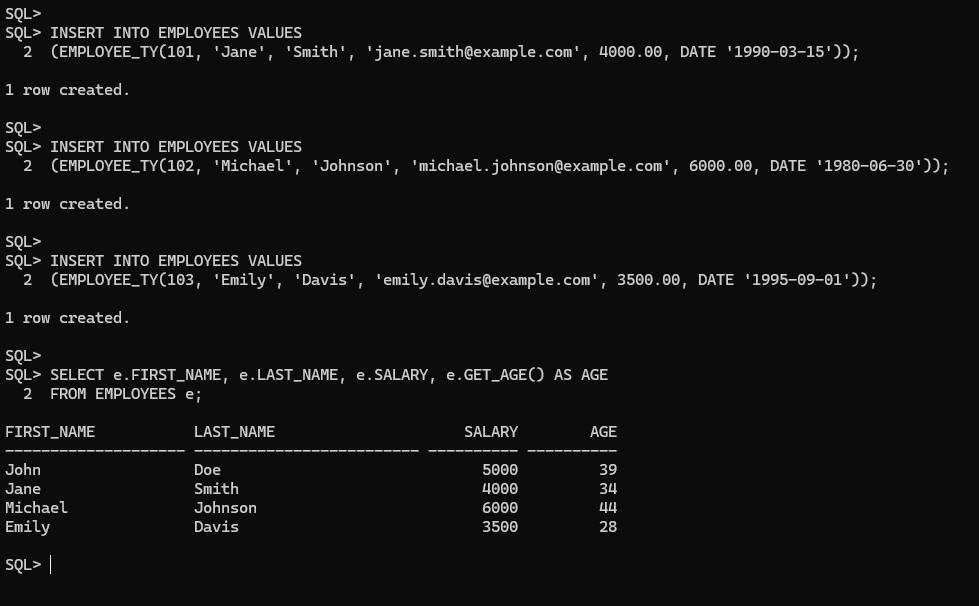 SQL>
SQL> INSERT INTO EMPLOYEES VALUES
  2  (EMPLOYEE_TY(101, 'Jane', 'Smith', 'jane.smith@example.com', 4000.00, DATE '1990-03-15'));
1 row created.
SQL>
SQL> INSERT INTO EMPLOYEES VALUES
  2  (EMPLOYEE_TY(102, 'Michael', 'Johnson', 'michael.johnson@example.com', 6000.00, DATE '1980-06-30'));
1 row created.
SQL>
SQL> INSERT INTO EMPLOYEES VALUES
  2  (EMPLOYEE_TY(103, 'Emily', 'Davis', 'emily.davis@example.com', 3500.00, DATE '1995-09-01'));
1 row created.
SQL>
SQL> SELECT e.FIRST_NAME, e.LAST_NAME, e.SALARY, e.GET_AGE() AS AGE
  2  FROM EMPLOYEES e;
FIRST_NAME           LAST_NAME                     SALARY        AGE
-------------------- ------------------------- ---------- ----------
John                 Doe                             5000         39
Jane                 Smith                           4000         34
Michael              Johnson                         6000         44
Emily                Davis                           3500         28
SQL>